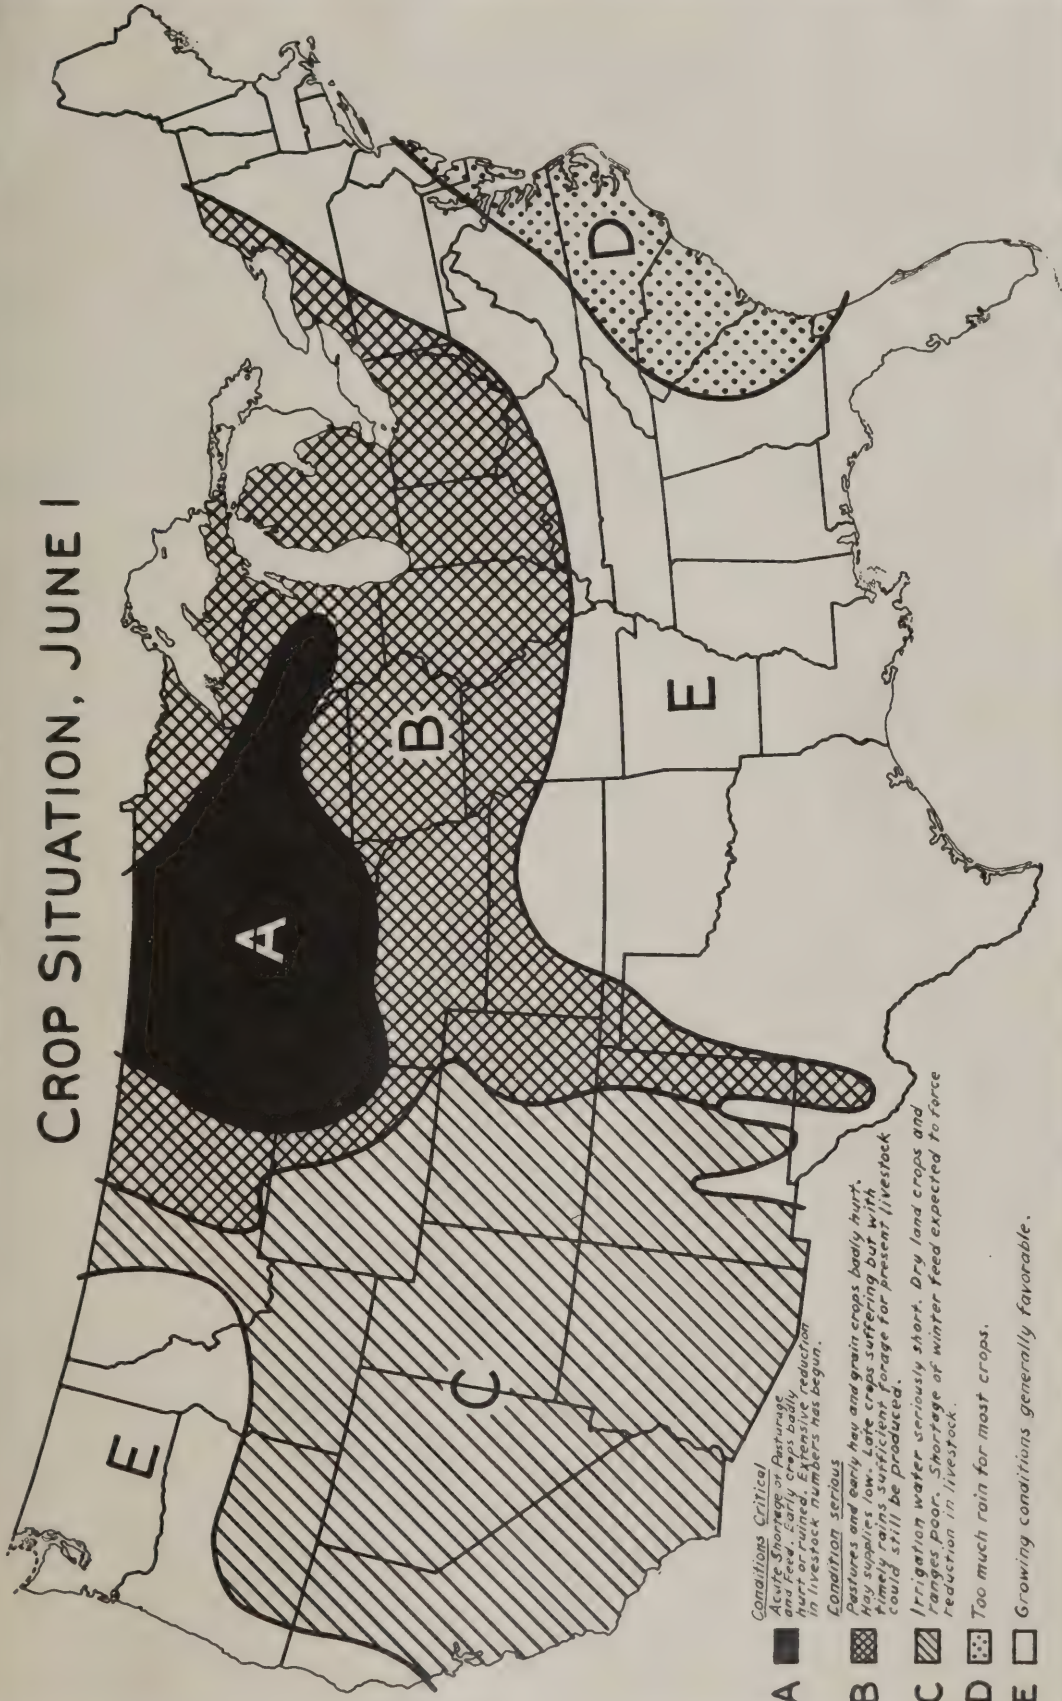 CROP SITUATION, JUNE 1
A
B
C
D
E
E
A Conditions Critical
Acute Shortage of Pasturage
and Feed. Early crops badly
hurt or ruined. Extensive reduction
in livestock numbers has begun.
Condition serious
B Pastures and early hay and grain crops badly hurt.
Hay supplies low. Late crops suffering but with
timely rains sufficient forage for present livestock
could still be produced.
C Irrigation water seriously short. Dry land crops and
ranges poor. Shortage of winter feed expected to force
reduction in livestock.
D Too much rain for most crops.
E Growing conditions generally favorable.